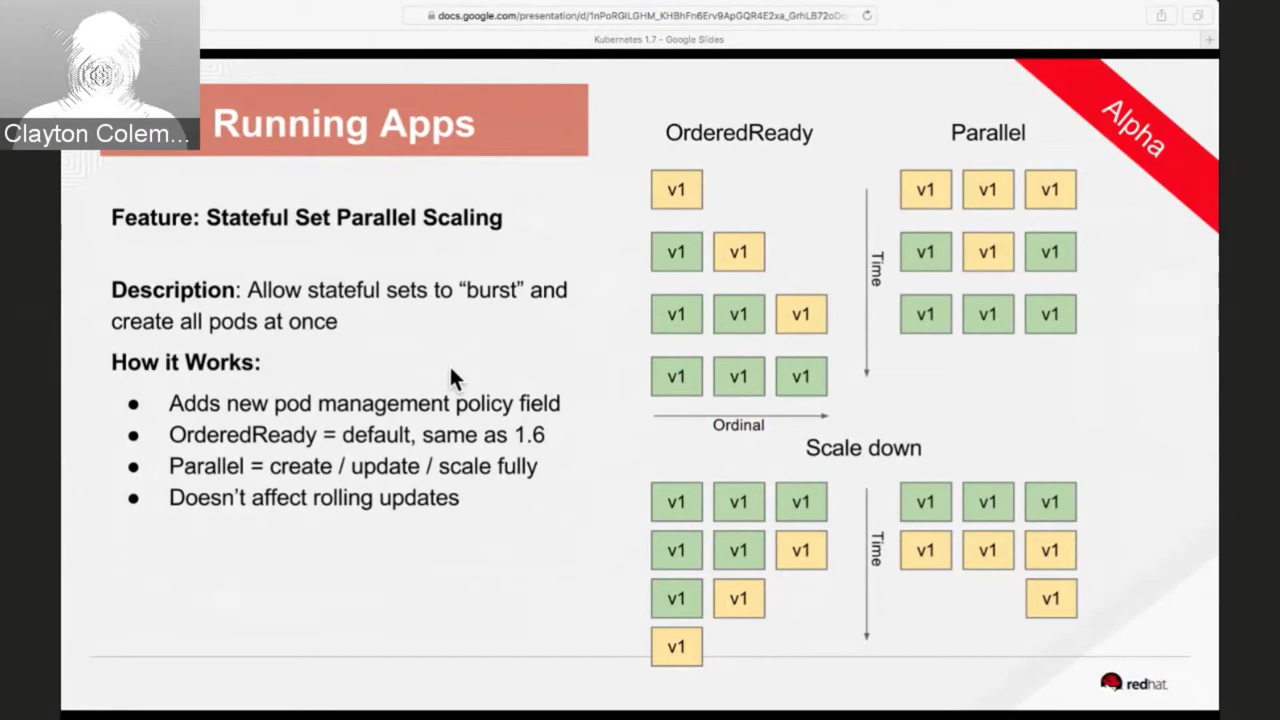 docs.google.com/presentation/d/1nPoRGILGHM_KHBhFn6Erv9ApGQR4E2xa_GrhLB72oD
Kubernetes 1.7 - Google Slides
Clayton Colem...
Running Apps
Alpha
Feature: Stateful Set Parallel Scaling
Description: Allow stateful sets to “burst” and
create all pods at once
How it Works:
● Adds new pod management policy field
● OrderedReady = default, same as 1.6
● Parallel = create / update / scale fully
● Doesn’t affect rolling updates
OrderedReady
v1
v1 v1
v1 v1 v1
v1 v1 v1
Ordinal
Time
Parallel
v1 v1 v1
v1 v1 v1
v1 v1 v1
Scale down
v1 v1 v1
v1 v1 v1
v1 v1
v1
Time
v1 v1 v1
v1 v1 v1
v1
redhat.